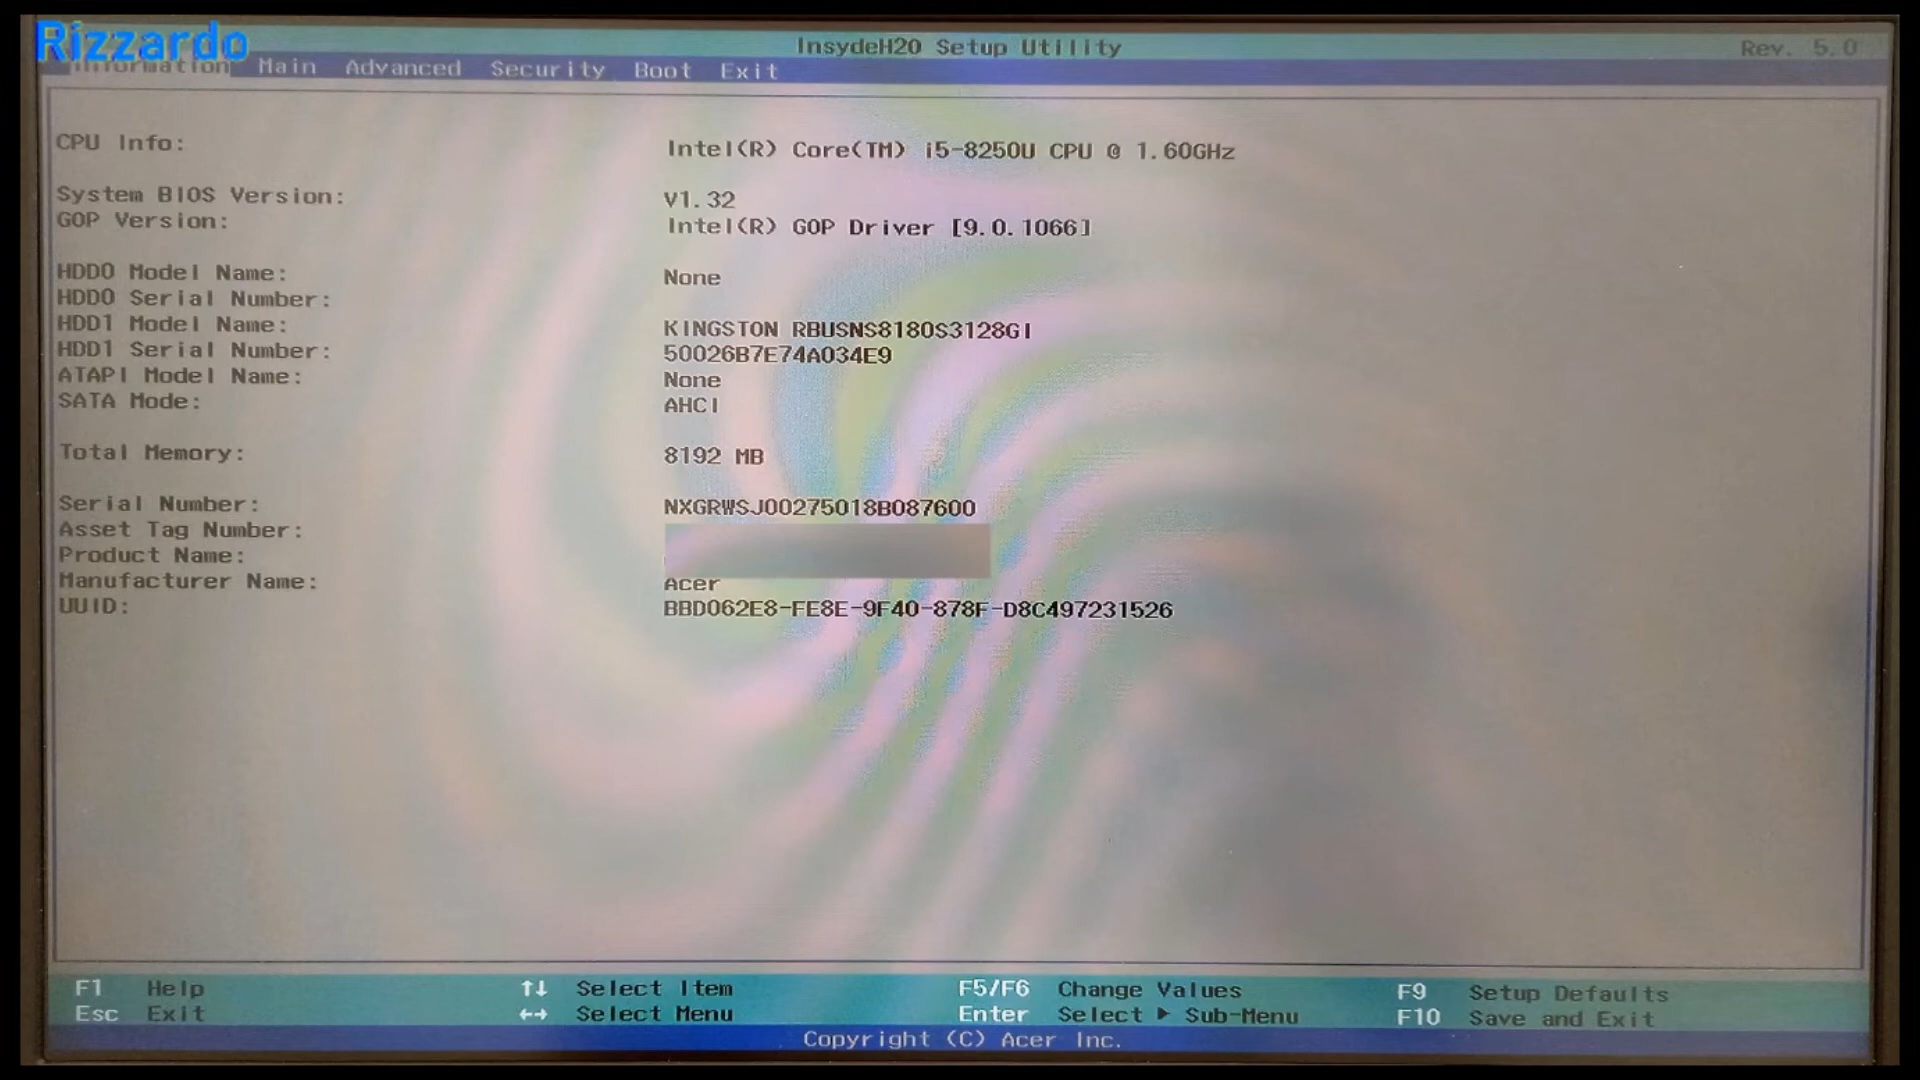 Rizzardo
InsydeH20 Setup Utility Rev. 5.0
Information Main Advanced Security Boot Exit
CPU Info: Intel(R) Core(TM) i5-8250U CPU @ 1.60GHz
System BIOS Version: V1.32
GOP Version: Intel(R) GOP Driver [9.0.1066]
HDD0 Model Name: None
HDD0 Serial Number:
HDD1 Model Name: KINGSTON RBUSNS8180S3128GI
HDD1 Serial Number: 50026B7E74A034E9
ATAPI Model Name: None
SATA Mode: AHCI
Total Memory: 8192 MB
Serial Number: NXGRWSJ00275018B087600
Asset Tag Number:
Product Name:
Manufacturer Name: Acer
UUID: BBD062E8-FE8E-9F40-878F-D8C497231526
F1 Help ↑↓ Select Item F5/F6 Change Values F9 Setup Defaults
Esc Exit ←→ Select Menu Enter Select ▶ Sub-Menu F10 Save and Exit
Copyright (C) Acer Inc.